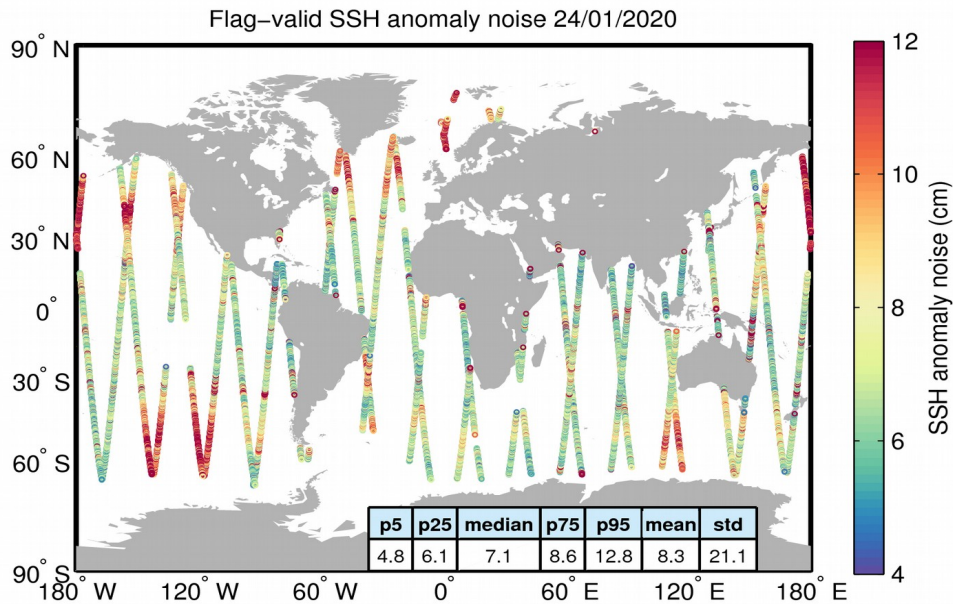 Flag−valid SSH anomaly noise 24/01/2020
90° N
60° N
30° N
0°
30° S
60° S
90° S
180° W
120° W
60° W
0°
60° E
120° E
180° E
p5 p25 median p75 p95 mean std
4.8 6.1 7.1 8.6 12.8 8.3 21.1
12
10
8
6
4
SSH anomaly noise (cm)